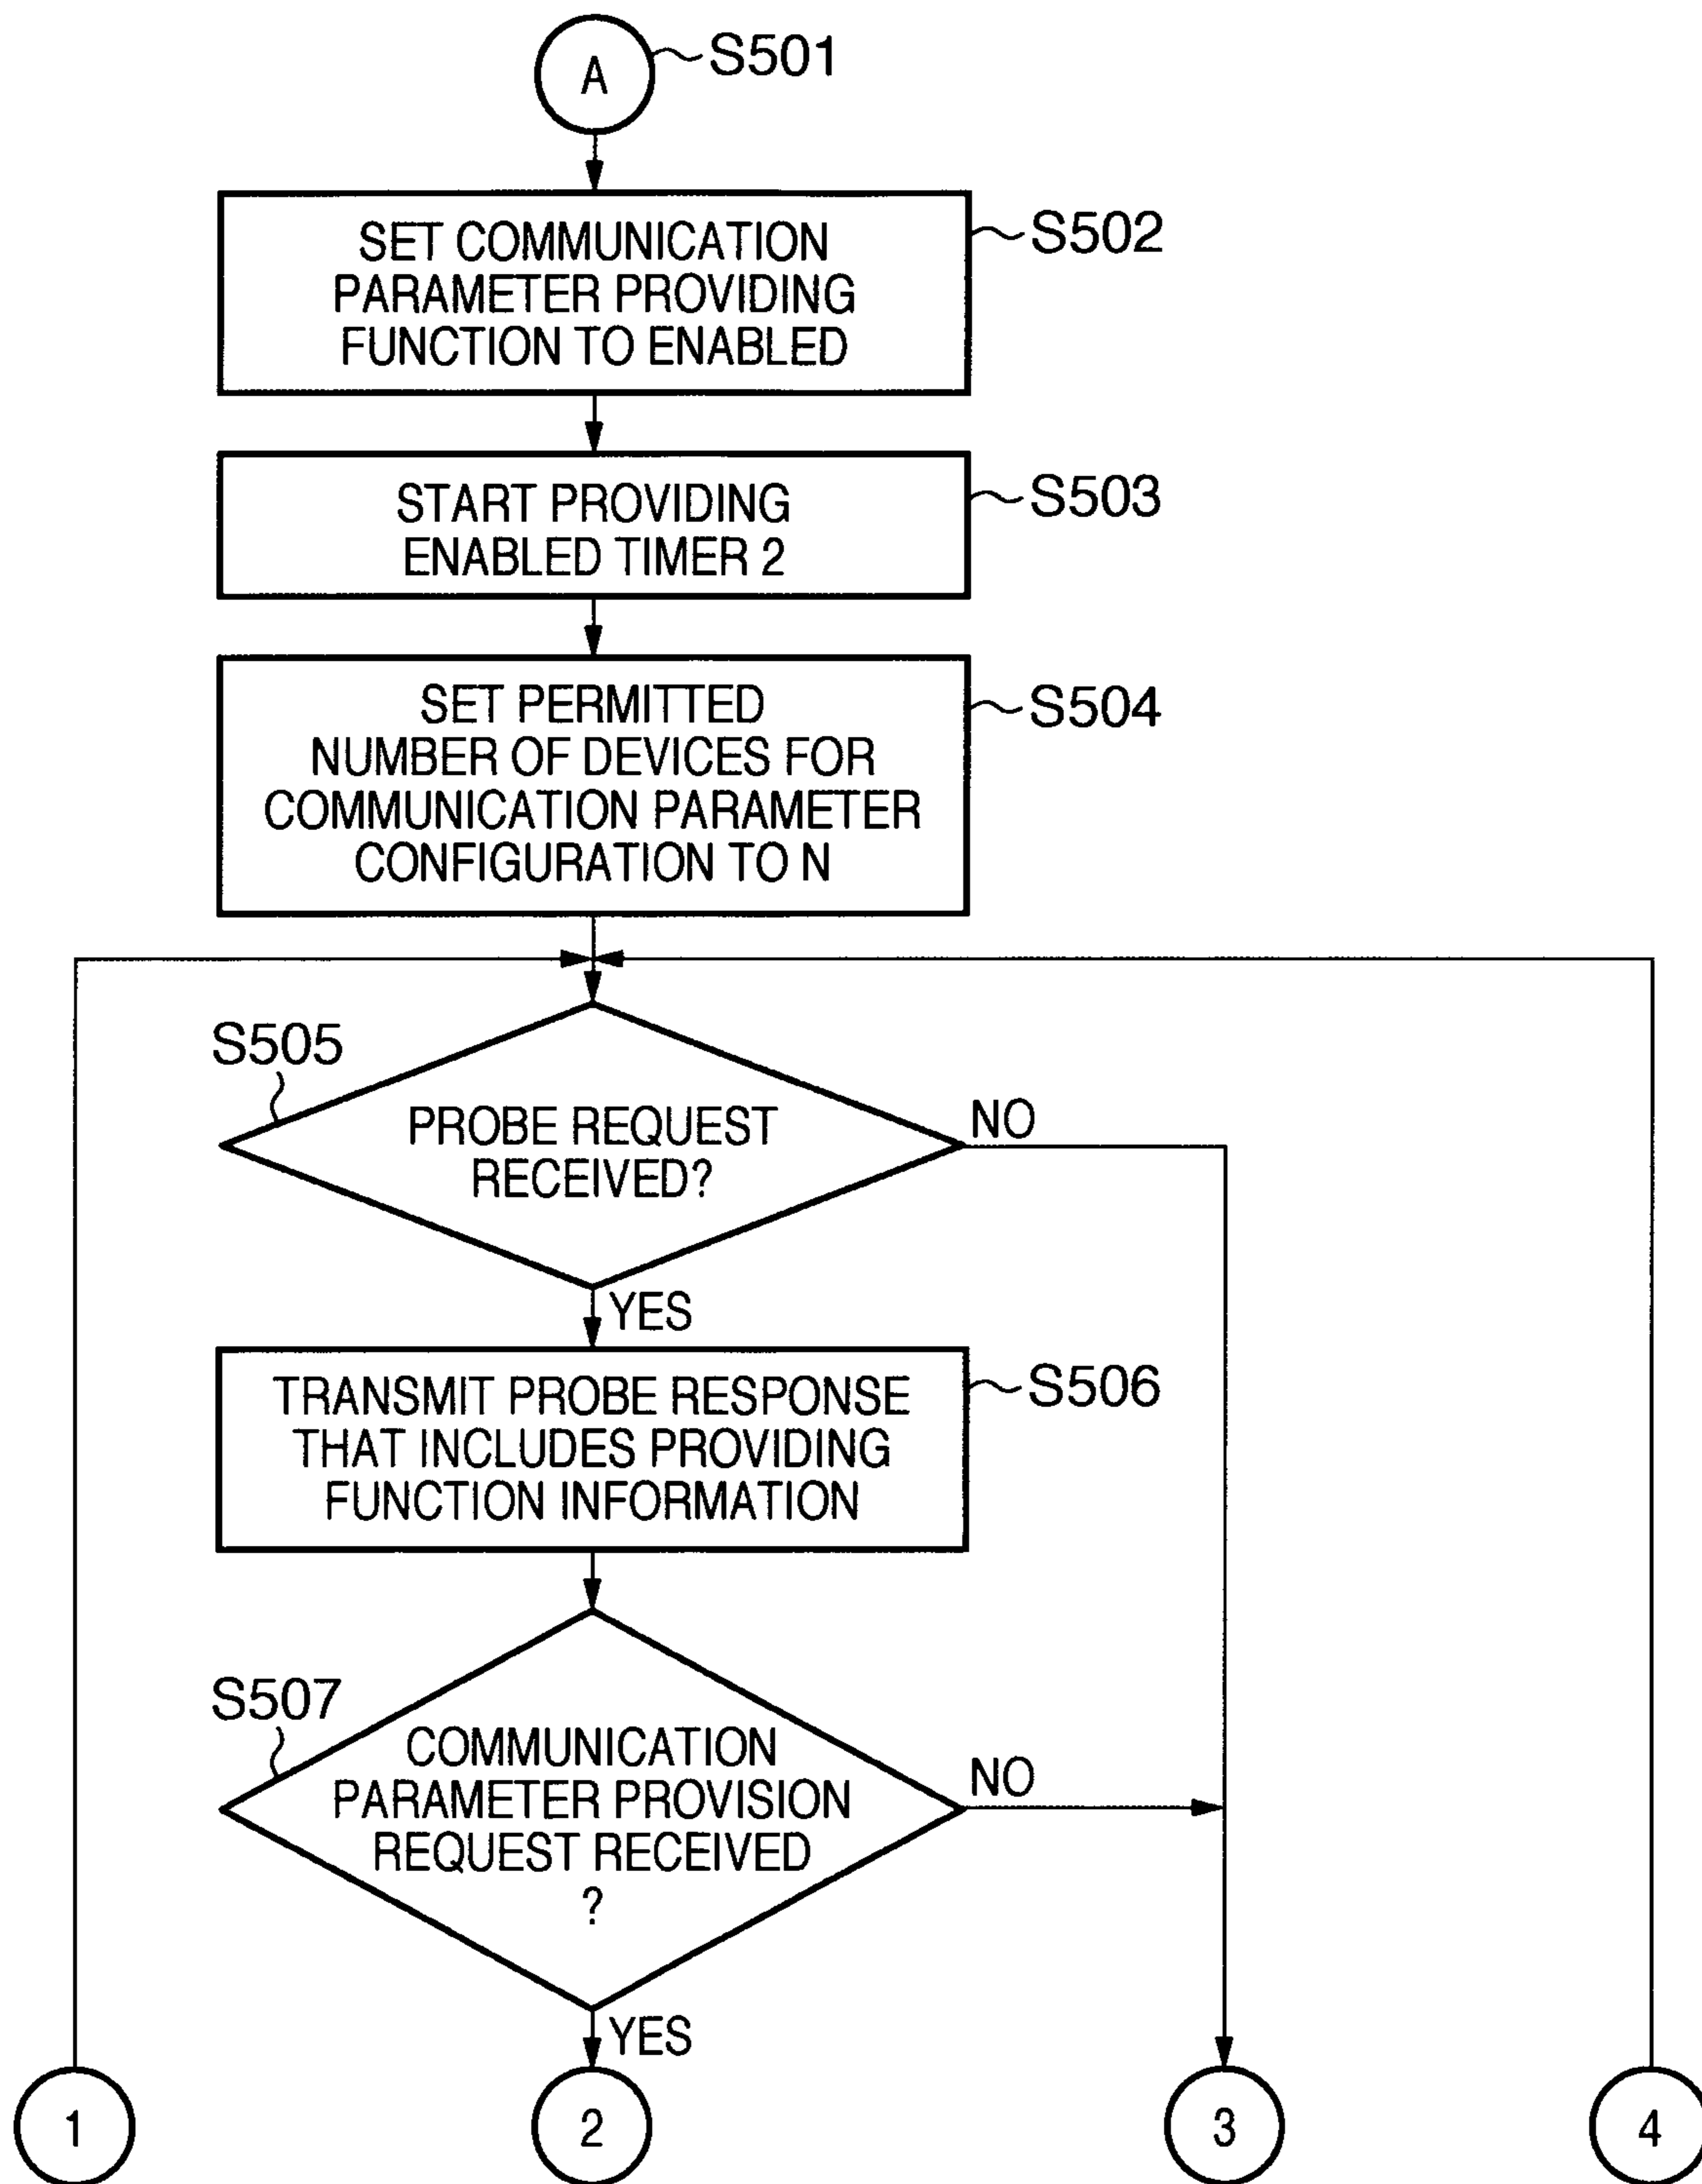 A
S501
SET COMMUNICATION
PARAMETER PROVIDING
FUNCTION TO ENABLED
S502
START PROVIDING
ENABLED TIMER 2
S503
SET PERMITTED
NUMBER OF DEVICES FOR
COMMUNICATION PARAMETER
CONFIGURATION TO N
S504
S505
PROBE REQUEST
RECEIVED?
NO
YES
TRANSMIT PROBE RESPONSE
THAT INCLUDES PROVIDING
FUNCTION INFORMATION
S506
S507
COMMUNICATION
PARAMETER PROVISION
REQUEST RECEIVED
?
NO
YES
1
2
3
4